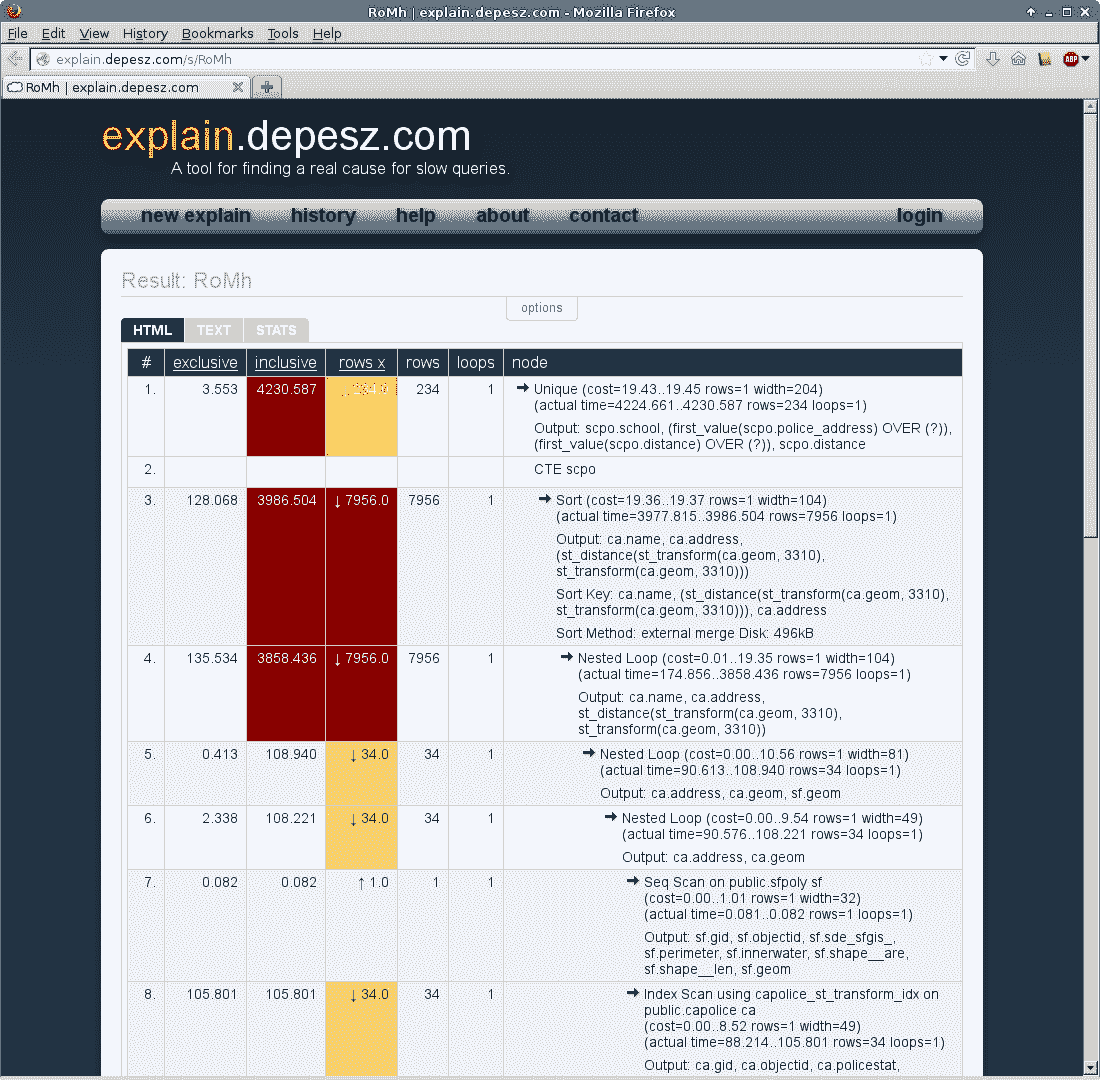 RoMh | explain.depesz.com - Mozilla Firefox
File Edit View History Bookmarks Tools Help
explain.depesz.com/s/RoMh
ABP
RoMh | explain.depesz.com
explain.depesz.com
A tool for finding a real cause for slow queries.
new explain history help about contact login
Result: RoMh
options
HTML TEXT STATS
# exclusive inclusive rows x rows loops node
1. 3.553 4230.587 234 1 → Unique (cost=19.43..19.45 rows=1 width=204)
(actual time=4224.661..4230.587 rows=234 loops=1)
Output: scpo.school, (first_value(scpo.police_address) OVER (?)),
(first_value(scpo.distance) OVER (?)), scpo.distance
2. CTE scpo
3. 128.068 3986.504 ↓ 7956.0 7956 1 → Sort (cost=19.36..19.37 rows=1 width=104)
(actual time=3977.815..3986.504 rows=7956 loops=1)
Output: ca.name, ca.address,
(st_distance(st_transform(ca.geom, 3310),
st_transform(ca.geom, 3310)))
Sort Key: ca.name, (st_distance(st_transform(ca.geom, 3310),
st_transform(ca.geom, 3310))), ca.address
Sort Method: external merge Disk: 496kB
4. 135.534 3858.436 ↓ 7956.0 7956 1 → Nested Loop (cost=0.01..19.35 rows=1 width=104)
(actual time=174.856..3858.436 rows=7956 loops=1)
Output: ca.name, ca.address,
st_distance(st_transform(ca.geom, 3310),
st_transform(ca.geom, 3310))
5. 0.413 108.940 ↓ 34.0 34 1 → Nested Loop (cost=0.00..10.56 rows=1 width=81)
(actual time=90.613..108.940 rows=34 loops=1)
Output: ca.address, ca.geom, sf.geom
6. 2.338 108.221 ↓ 34.0 34 1 → Nested Loop (cost=0.00..9.54 rows=1 width=49)
(actual time=90.576..108.221 rows=34 loops=1)
Output: ca.address, ca.geom
7. 0.082 0.082 ↑ 1.0 1 1 → Seq Scan on public.sfpoly sf
(cost=0.00..1.01 rows=1 width=32)
(actual time=0.081..0.082 rows=1 loops=1)
Output: sf.gid, sf.objectid, sf.sde_sfgis_,
sf.perimeter, sf.innerwater, sf.shape__are,
sf.shape__len, sf.geom
8. 105.801 105.801 ↓ 34.0 34 1 → Index Scan using capolice_st_transform_idx on
public.capolice ca
(cost=0.00..8.52 rows=1 width=49)
(actual time=88.214..105.801 rows=34 loops=1)
Output: ca.gid, ca.objectid, ca.policestat,